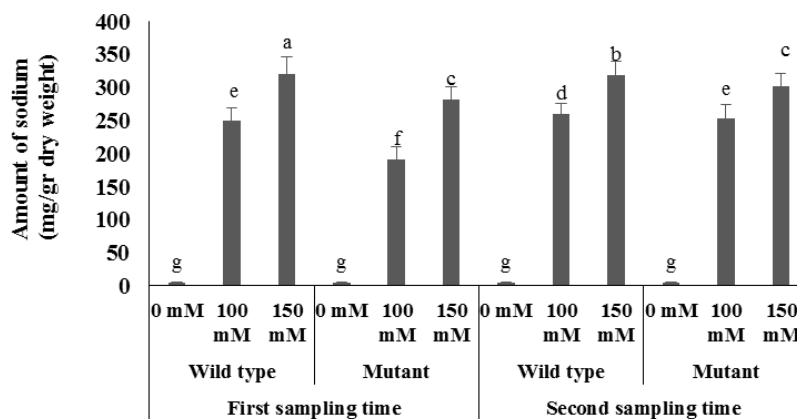 Amount of sodium
(mg/gr dry weight)
400
350
300
250
200
150
100
50
0
g
e
a
g
f
c
g
d
b
g
e
c
0 mM
100 mM
150 mM
0 mM
100 mM
150 mM
0 mM
100 mM
150 mM
0 mM
100 mM
150 mM
Wild type
Mutant
Wild type
Mutant
First sampling time
Second sampling time